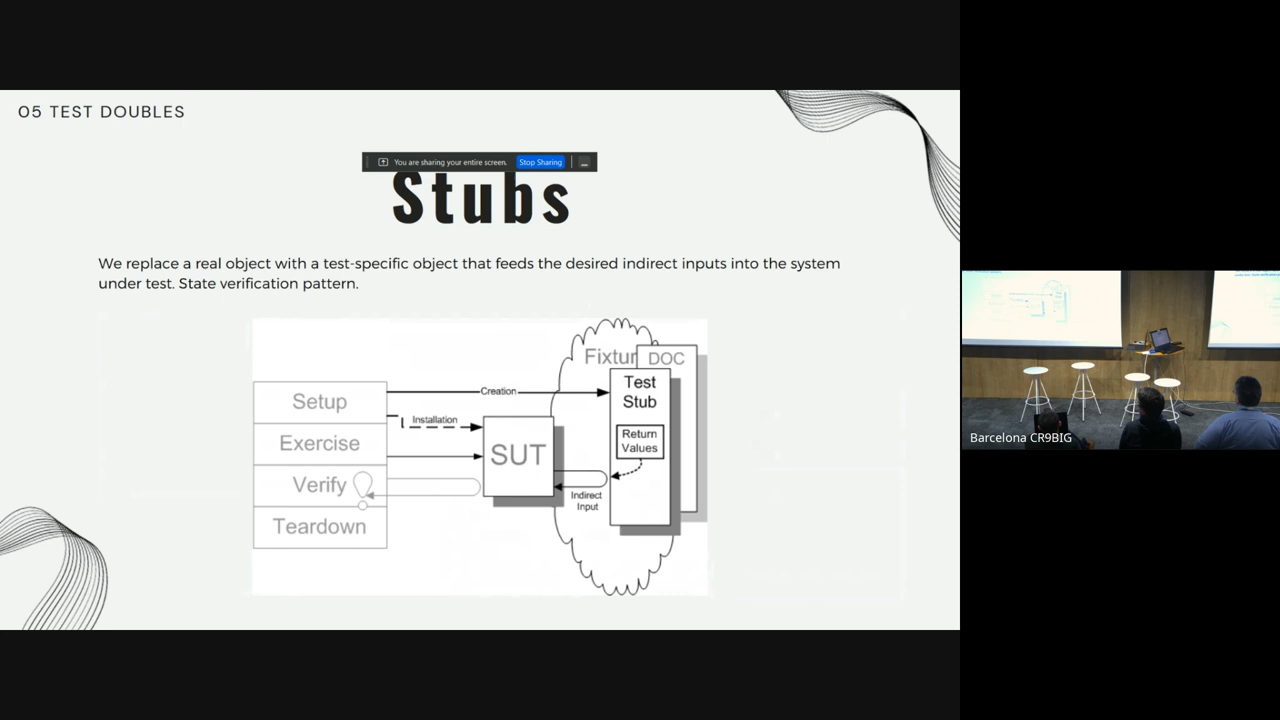 05 TEST DOUBLES
You are sharing your entire screen.
Stop Sharing
Stubs
We replace a real object with a test-specific object that feeds the desired indirect inputs into the system
under test. State verification pattern.
Setup
Exercise
Verify
Teardown
Creation
Installation
SUT
Fixtur
DOC
Test
Stub
Return
Values
Indirect
Input
Barcelona CR9BIG